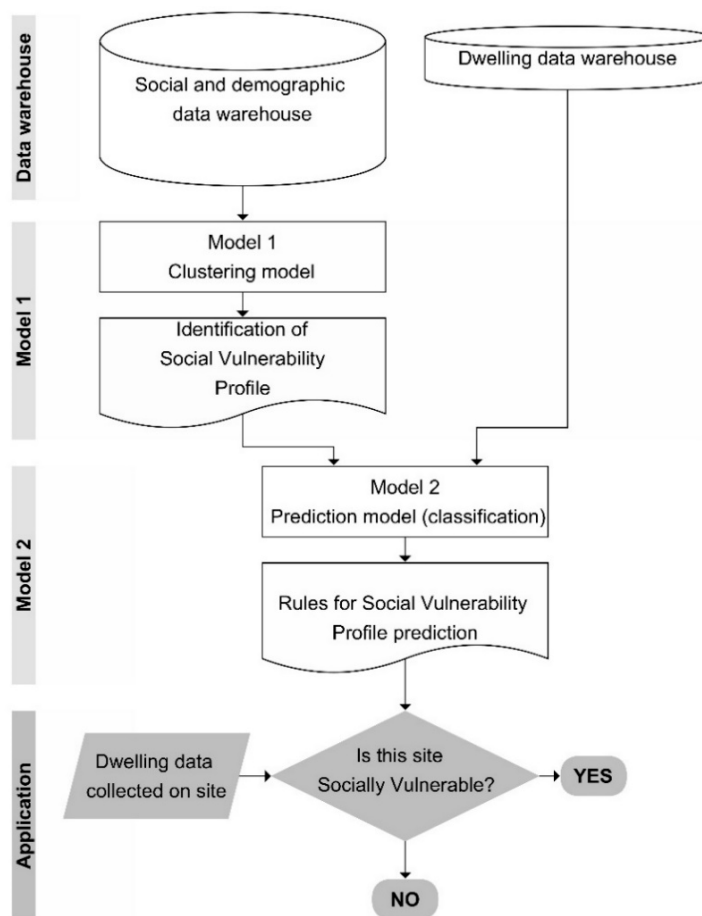 Data warehouse
Social and demographic
data warehouse
Dwelling data warehouse
Model 1
Model 1
Clustering model
Identification of
Social Vulnerability
Profile
Model 2
Model 2
Prediction model (classification)
Rules for Social Vulnerability
Profile prediction
Application
Dwelling data
collected on site
Is this site
Socially Vulnerable?
YES
NO